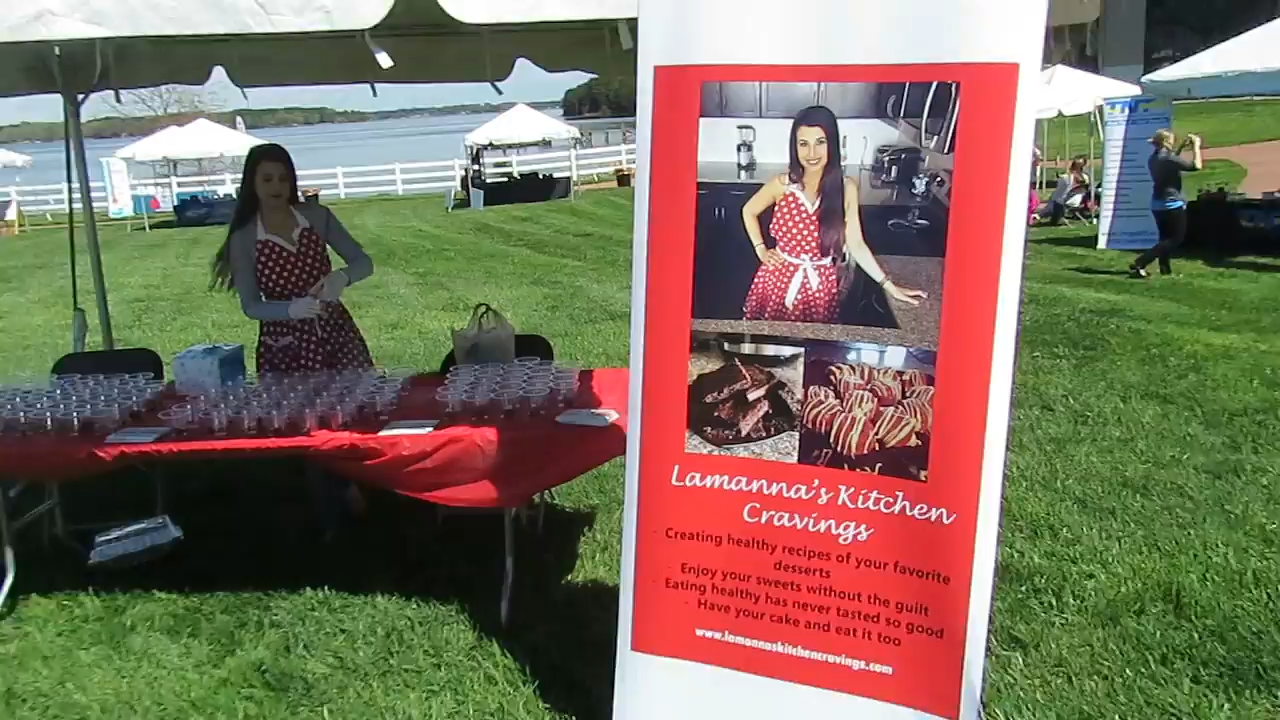 Lamanna's Kitchen
Cravings
- Creating healthy recipes of your favorite
desserts
- Enjoy your sweets without the guilt
- Eating healthy has never tasted so good
- Have your cake and eat it too
www.lamannaskitchencravings.com